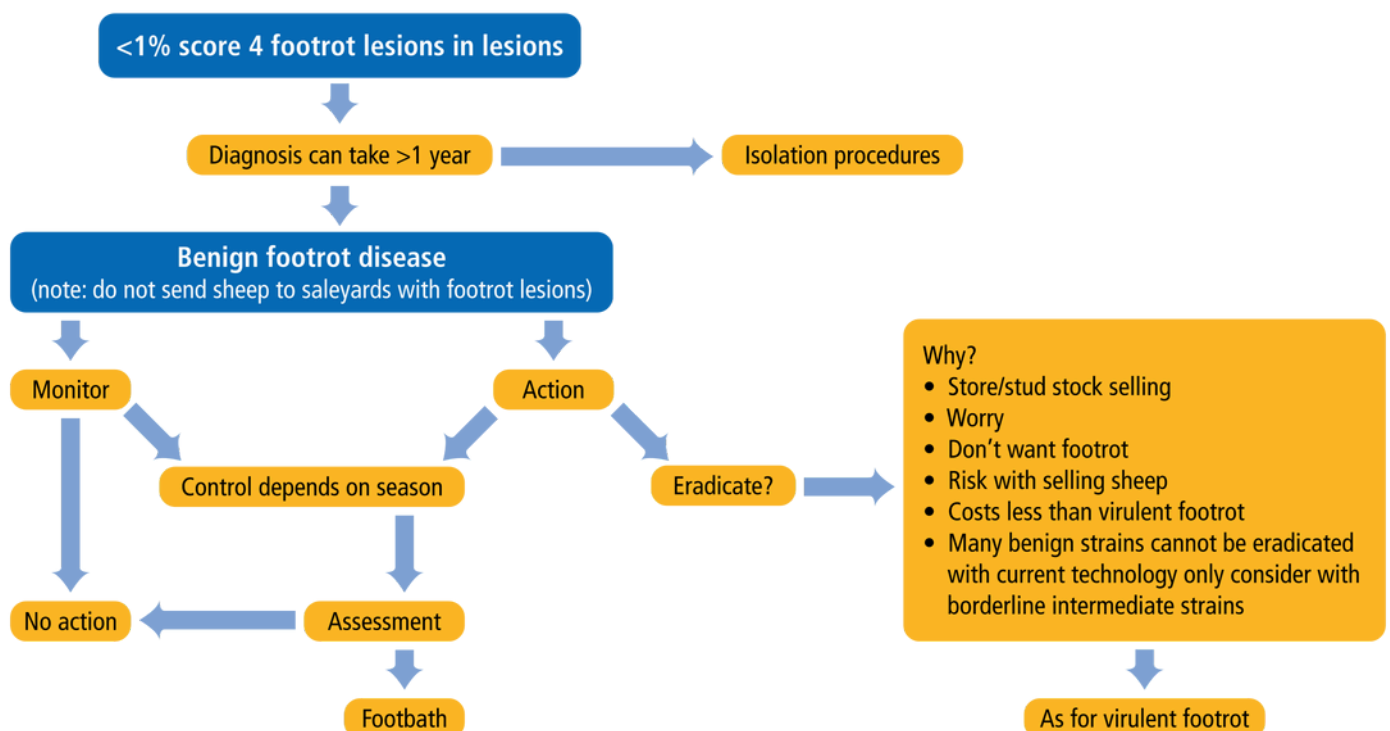 <1% score 4 footrot lesions in lesions
Diagnosis can take >1 year
Isolation procedures
Benign footrot disease
(note: do not send sheep to saleyards with footrot lesions)
Monitor
Action
Control depends on season
Eradicate?
Why?
• Store/stud stock selling
• Worry
• Don’t want footrot
• Risk with selling sheep
• Costs less than virulent footrot
• Many benign strains cannot be eradicated
with current technology only consider with
borderline intermediate strains
No action
Assessment
Footbath
As for virulent footrot